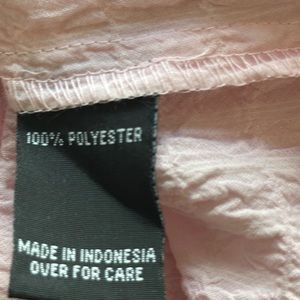 100% POLYESTER
MADE IN INDONESIA
OVER FOR CARE